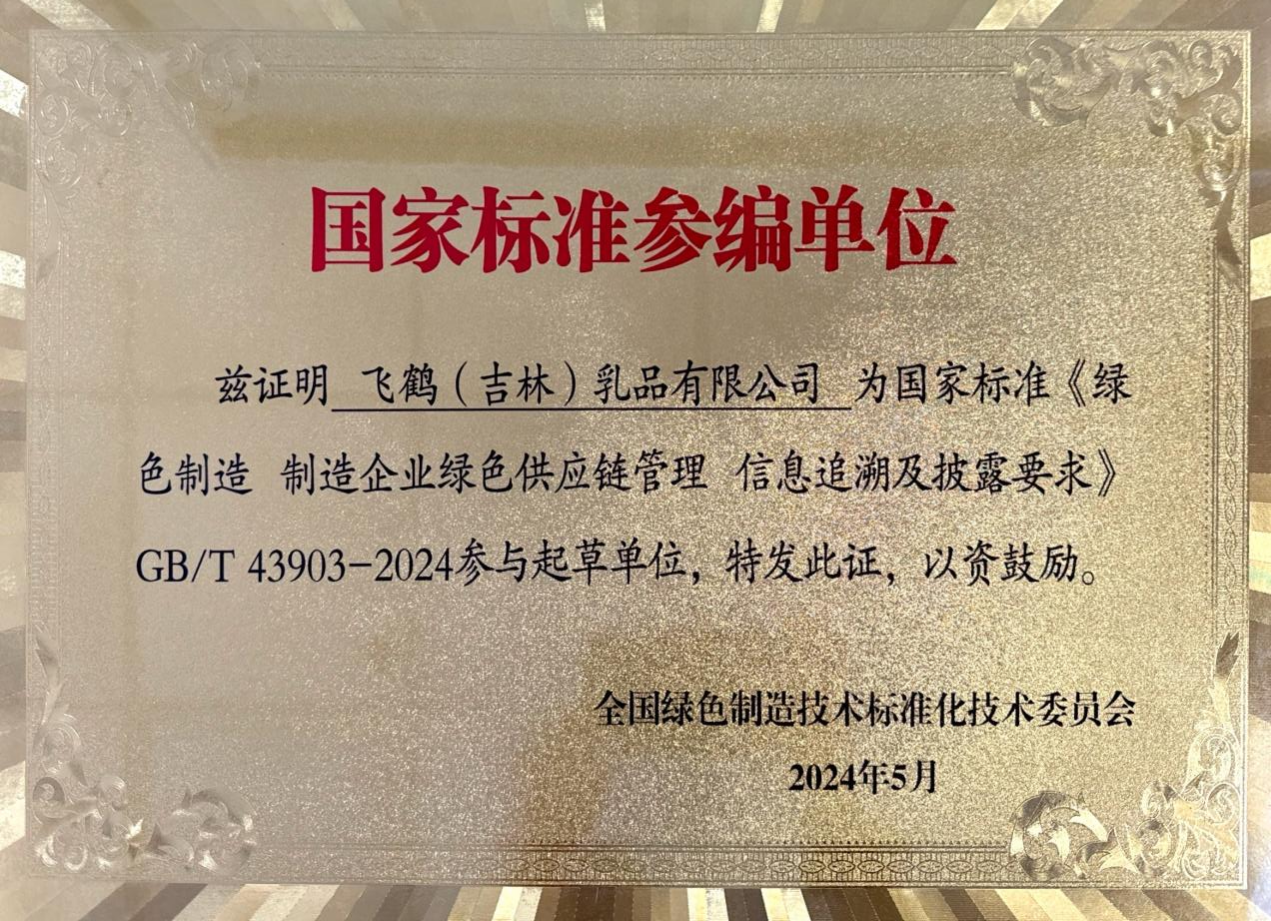 国家标准参编单位
兹证明 飞鹤（吉林）乳品有限公司 为国家标准《绿
色制造 制造企业绿色供应链管理 信息追溯及披露要求》
GB/T 43903-2024参与起草单位，特发此证，以资鼓励。
全国绿色制造技术标准化技术委员会
2024年5月